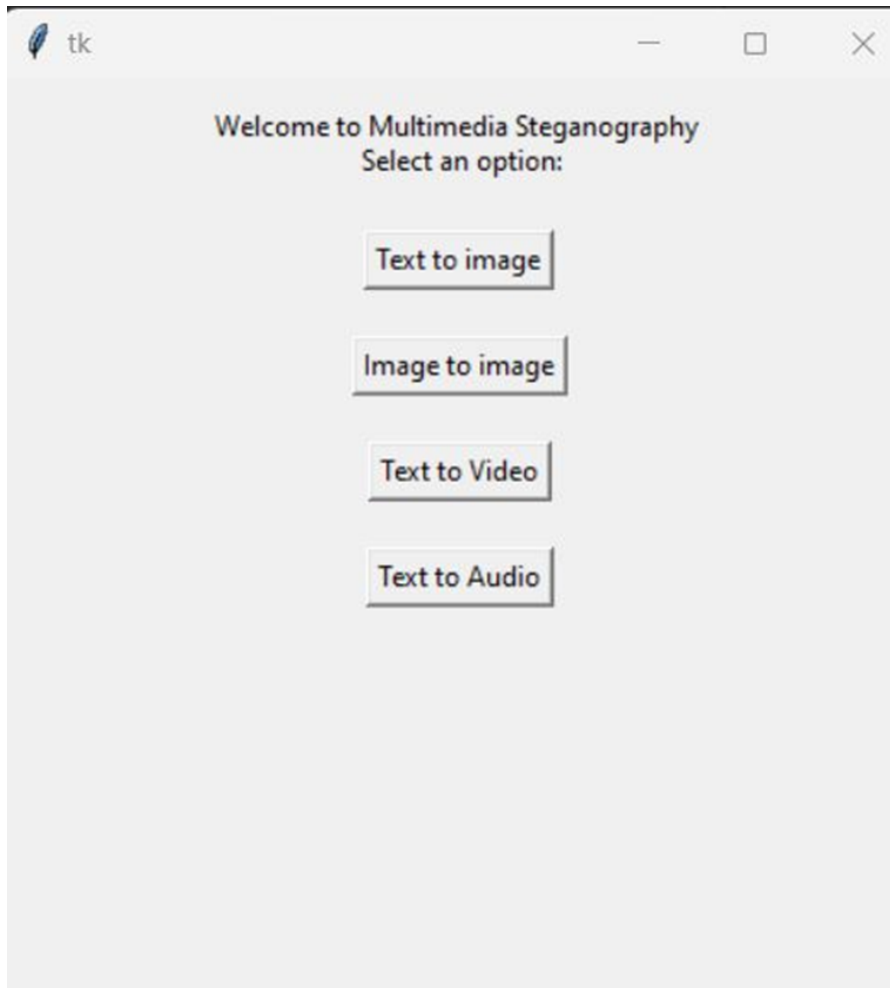 tk
Welcome to Multimedia Steganography
Select an option:
Text to image
Image to image
Text to Video
Text to Audio